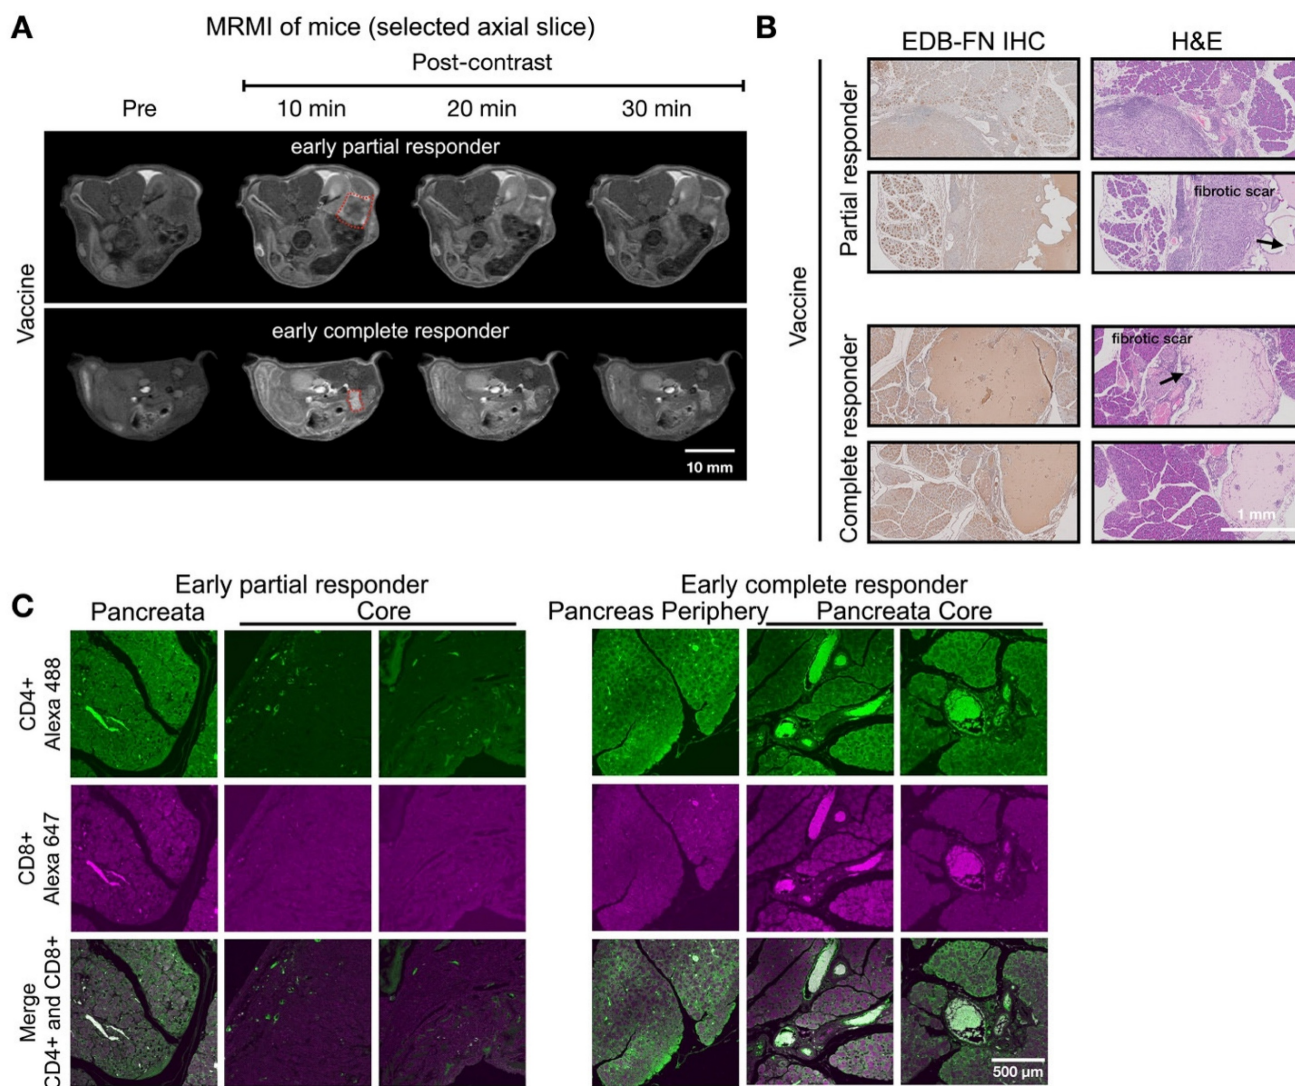 A
MRMI of mice (selected axial slice)
Post-contrast
Pre 10 min 20 min 30 min
Vaccine
early partial responder
early complete responder
10 mm
B
EDB-FN IHC H&E
Vaccine
Partial responder
fibrotic scar
Complete responder
fibrotic scar
1 mm
C
Early partial responder
Pancreata Core
Early complete responder
Pancreas Periphery Pancreata Core
CD4+
Alexa 488
CD8+
Alexa 647
Merge
CD4+ and CD8+
500 µm